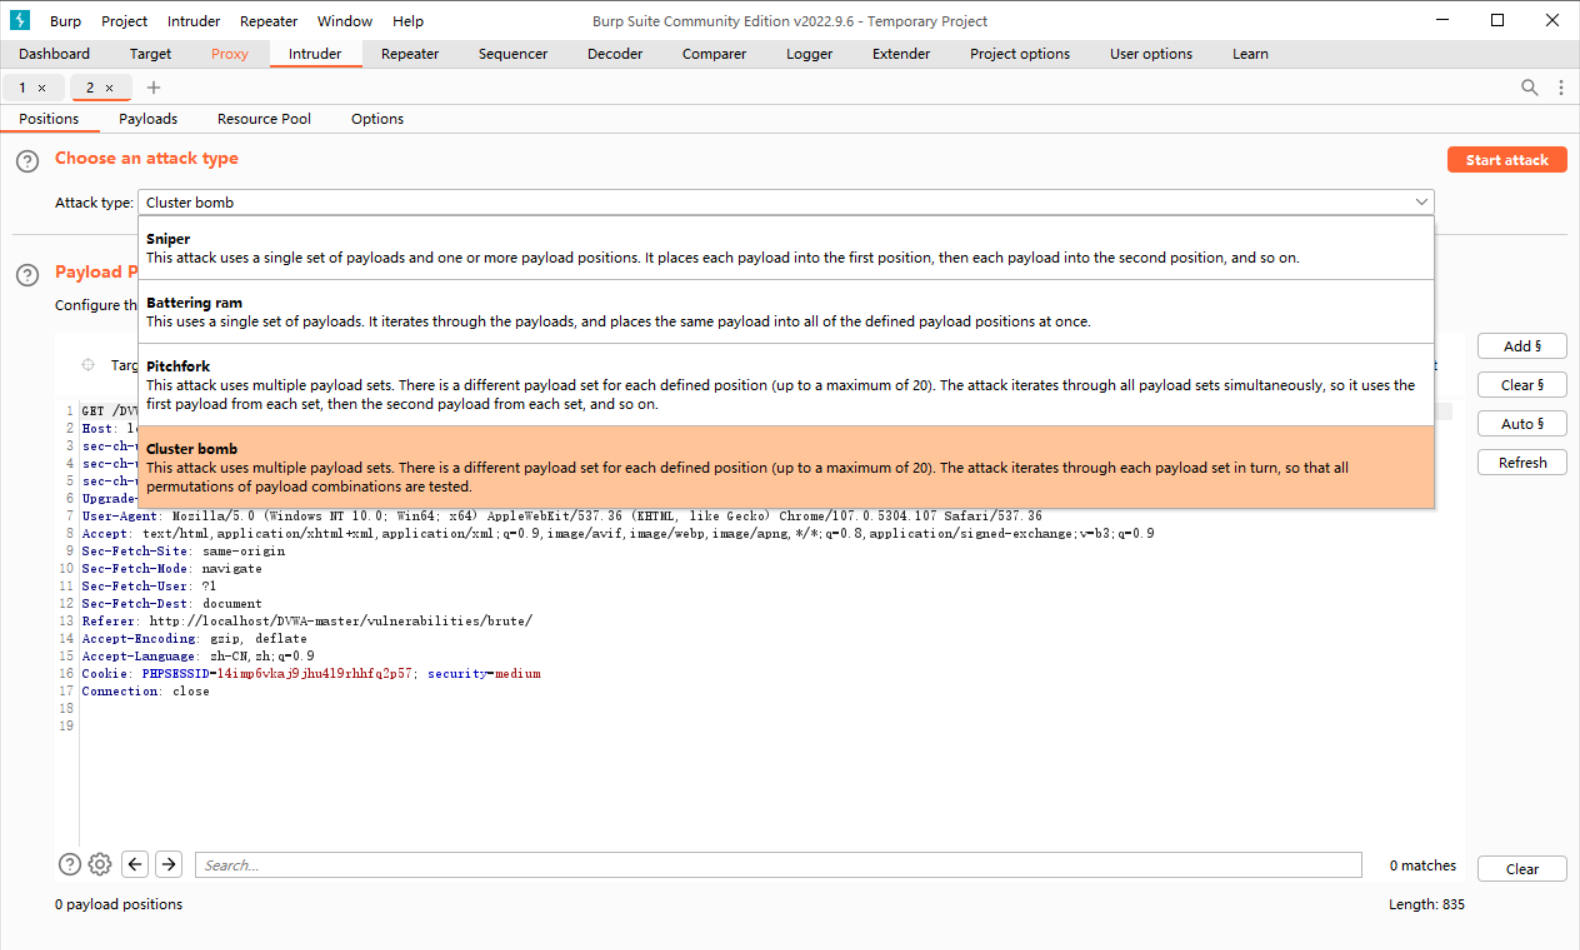 Burp Project Intruder Repeater Window Help Burp Suite Community Edition v2022.9.6 - Temporary Project
Dashboard Target Proxy Intruder Repeater Sequencer Decoder Comparer Logger Extender Project options User options Learn
1 × 2 × +
Positions Payloads Resource Pool Options
Choose an attack type
Start attack
Attack type: Cluster bomb
Sniper
This attack uses a single set of payloads and one or more payload positions. It places each payload into the first position, then each payload into the second position, and so on.
Payload P
Configure th
Battering ram
This uses a single set of payloads. It iterates through the payloads, and places the same payload into all of the defined payload positions at once.
Add §
Targ
Pitchfork
This attack uses multiple payload sets. There is a different payload set for each defined position (up to a maximum of 20). The attack iterates through all payload sets simultaneously, so it uses the
first payload from each set, then the second payload from each set, and so on.
Clear §
Auto §
Cluster bomb
This attack uses multiple payload sets. There is a different payload set for each defined position (up to a maximum of 20). The attack iterates through each payload set in turn, so that all
permutations of payload combinations are tested.
Refresh
1 GET /DV
2 Host: l
3 sec-ch-
4 sec-ch-
5 sec-ch-
6 Upgrade-
7 User-Agent: Mozilla/5.0 (Windows NT 10.0; Win64; x64) AppleWebKit/537.36 (KHTML, like Gecko) Chrome/107.0.5304.107 Safari/537.36
8 Accept: text/html,application/xhtml+xml,application/xml;q=0.9,image/avif,image/webp,image/apng,*/*;q=0.8,application/signed-exchange;v=b3;q=0.9
9 Sec-Fetch-Site: same-origin
10 Sec-Fetch-Mode: navigate
11 Sec-Fetch-User: ?1
12 Sec-Fetch-Dest: document
13 Referer: http://localhost/DVWA-master/vulnerabilities/brute/
14 Accept-Encoding: gzip, deflate
15 Accept-Language: zh-CN,zh;q=0.9
16 Cookie: PHPSESSID=14imp6vkaj9jhu419rhhfq2p57; security=medium
17 Connection: close
18
19
Search...
0 matches
Clear
0 payload positions
Length: 835